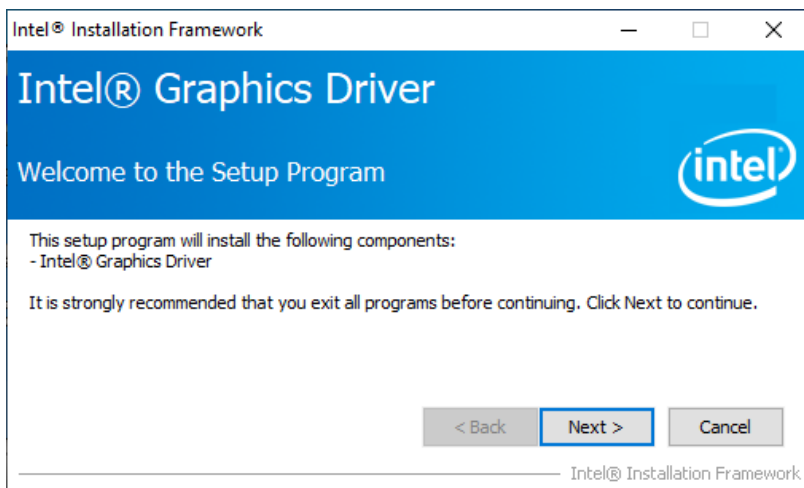 Intel® Installation Framework
Intel® Graphics Driver
Welcome to the Setup Program
intel
This setup program will install the following components:
- Intel® Graphics Driver
It is strongly recommended that you exit all programs before continuing. Click Next to continue.
< Back Next > Cancel
Intel® Installation Framework